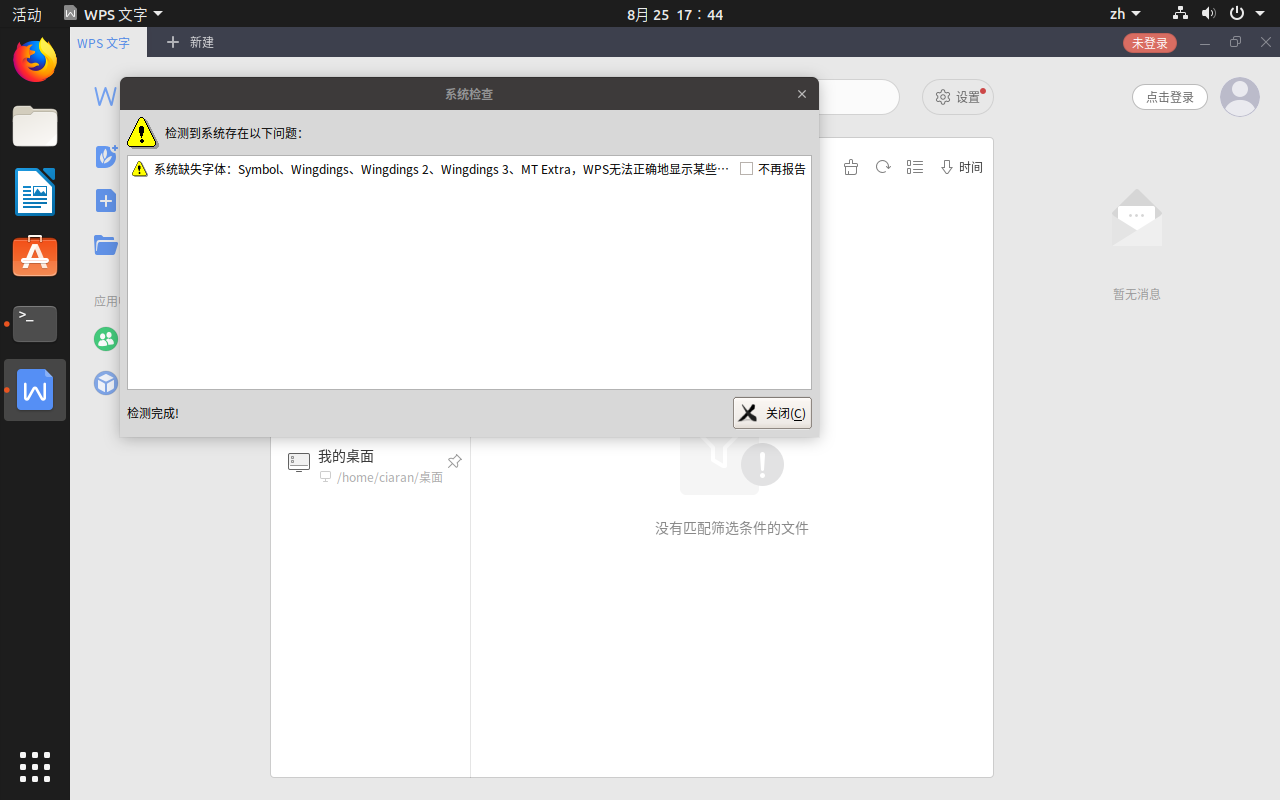 活动
WPS 文字
8月 25 17：44
zh
WPS 文字
新建
未登录
W
设置
点击登录
系统检查
检测到系统存在以下问题：
系统缺失字体：Symbol、Wingdings、Wingdings 2、Wingdings 3、MT Extra，WPS无法正确地显示某些…
不再报告
时间
暂无消息
应用
检测完成!
关闭(C)
我的桌面
/home/ciaran/桌面
没有匹配筛选条件的文件